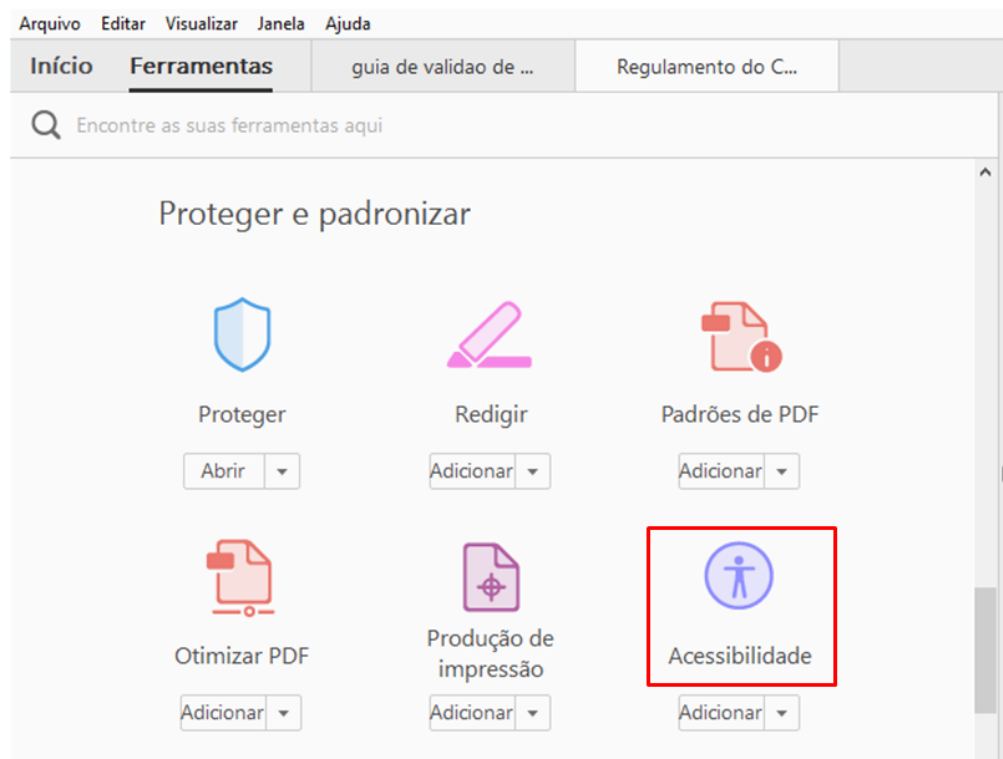 Arquivo Editar Visualizar Janela Ajuda
Início Ferramentas guia de validao de ... Regulamento do C...
Encontre as suas ferramentas aqui
Proteger e padronizar
Proteger Redigir Padrões de PDF
Abrir Adicionar Adicionar
Otimizar PDF Produção de impressão Acessibilidade
Adicionar Adicionar Adicionar